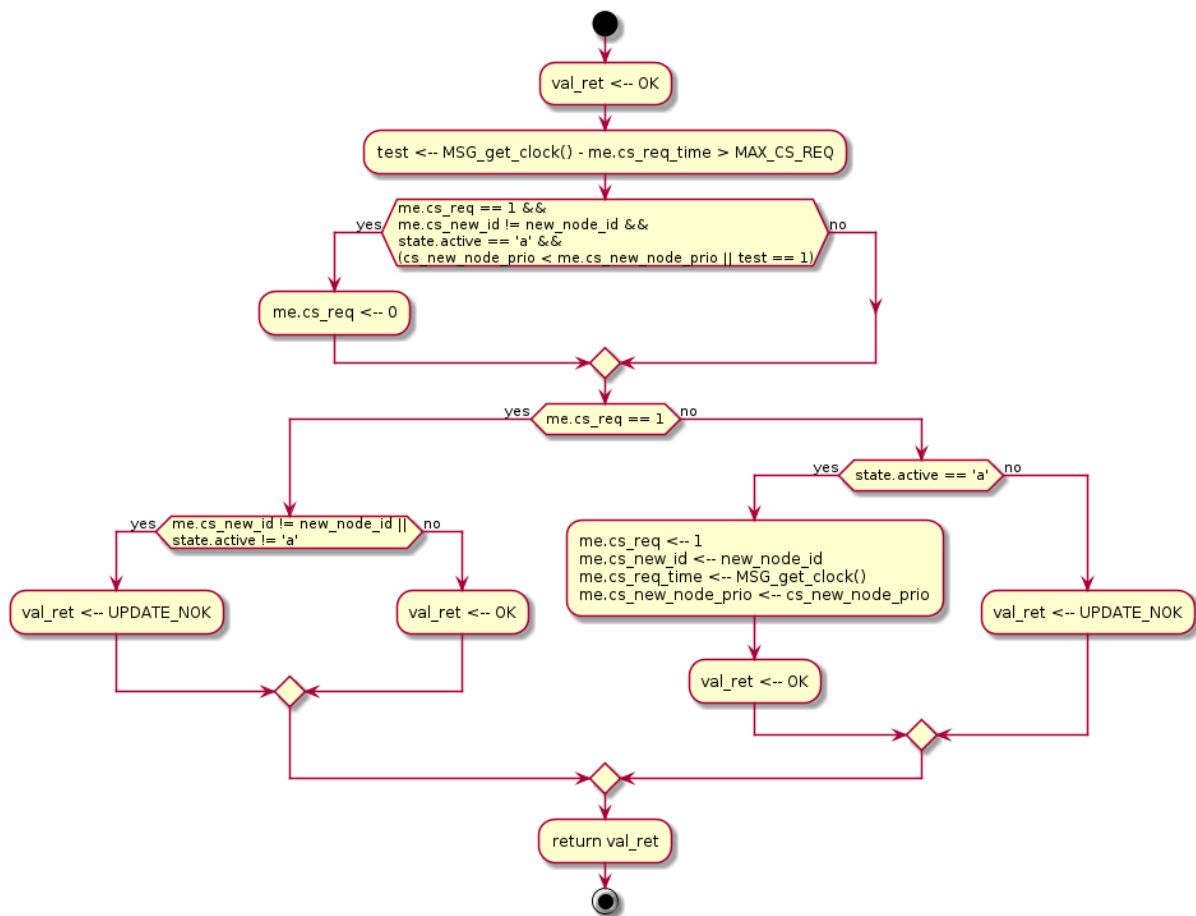 val_ret <-- OK
test <-- MSG_get_clock() - me.cs_req_time > MAX_CS_REQ
me.cs_req == 1 &&
me.cs_new_id != new_node_id &&
state.active == 'a' &&
(cs_new_node_prio < me.cs_new_node_prio || test == 1)
yes
no
me.cs_req <-- 0
me.cs_req == 1
yes
no
me.cs_new_id != new_node_id ||
state.active != 'a'
yes
no
val_ret <-- UPDATE_NOK
val_ret <-- OK
state.active == 'a'
yes
no
me.cs_req <-- 1
me.cs_new_id <-- new_node_id
me.cs_req_time <-- MSG_get_clock()
me.cs_new_node_prio <-- cs_new_node_prio
val_ret <-- OK
val_ret <-- UPDATE_NOK
return val_ret